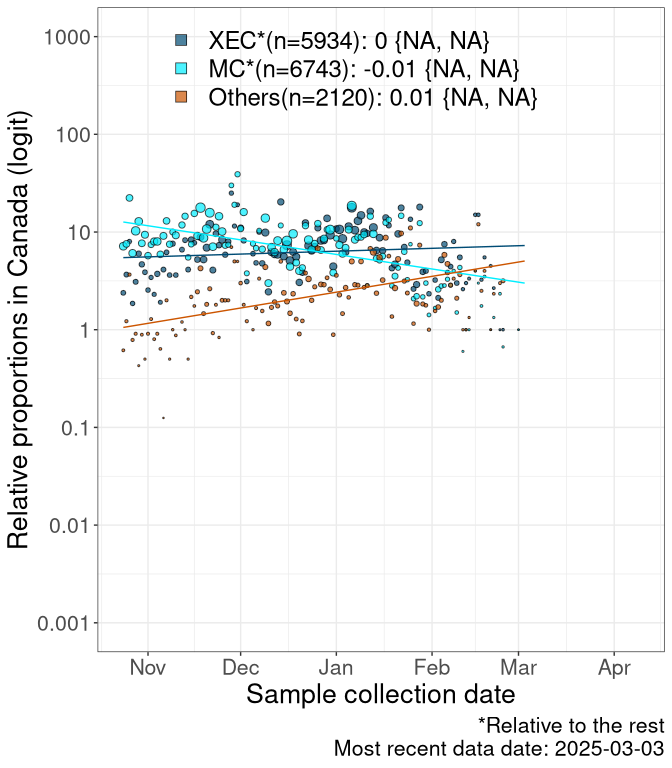 XEC*(n=5934): 0 {NA, NA}
MC*(n=6743): -0.01 {NA, NA}
Others(n=2120): 0.01 {NA, NA}
Relative proportions in Canada (logit)
1000
100
10
1
0.1
0.01
0.001
Nov Dec Jan Feb Mar Apr
Sample collection date
*Relative to the rest
Most recent data date: 2025-03-03